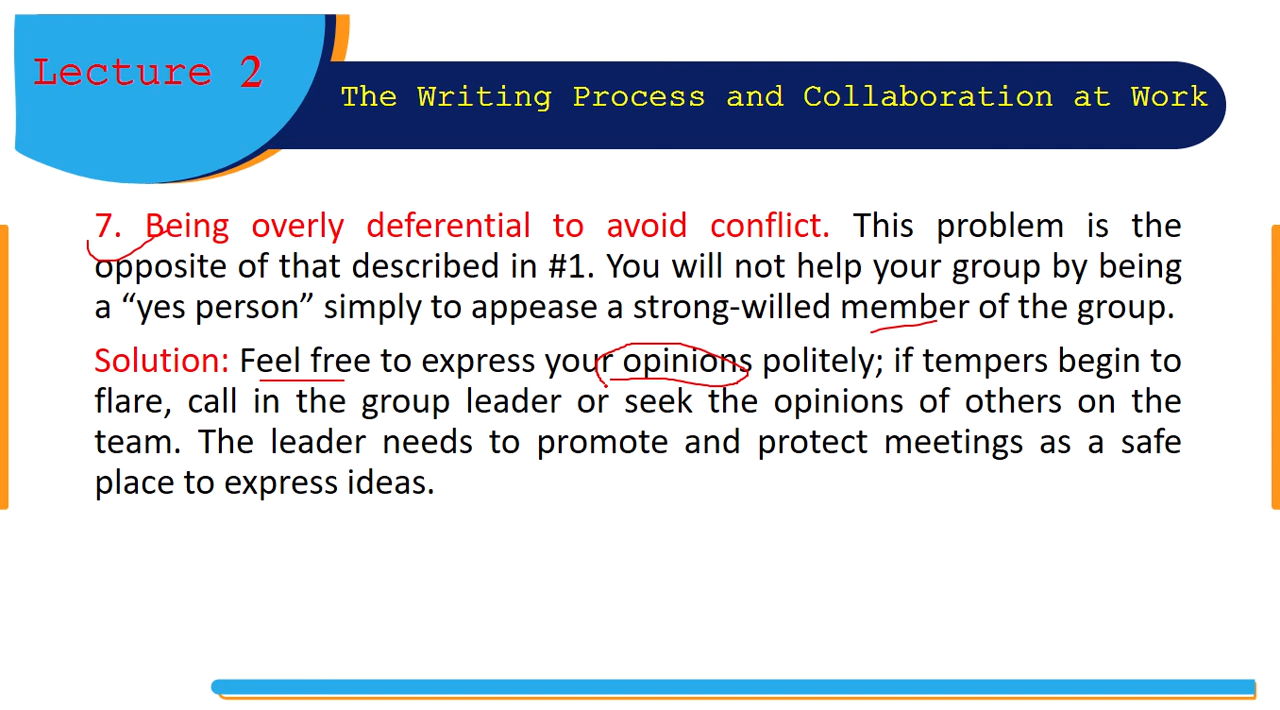 Lecture 2
The Writing Process and Collaboration at Work
7. Being overly deferential to avoid conflict. This problem is the
opposite of that described in #1. You will not help your group by being
a “yes person” simply to appease a strong-willed member of the group.
Solution: Feel free to express your opinions politely; if tempers begin to
flare, call in the group leader or seek the opinions of others on the
team. The leader needs to promote and protect meetings as a safe
place to express ideas.